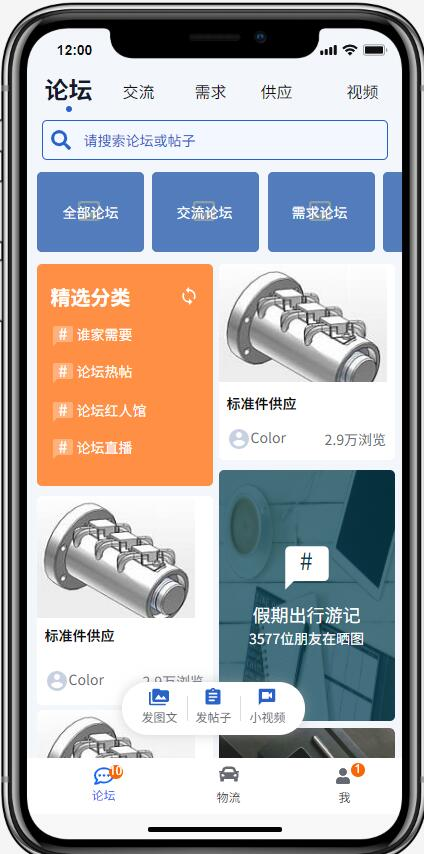 12:00
论坛 交流 需求 供应 视频
请搜索论坛或帖子
全部论坛 交流论坛 需求论坛
精选分类
# 谁家需要
# 论坛热帖
# 论坛红人馆
# 论坛直播
标准件供应
Color 2.9万浏览
#
假期出行游记
3577位朋友在晒图
标准件供应
Color 2.9万浏览
发图文 发帖子 小视频
10 1
论坛 物流 我